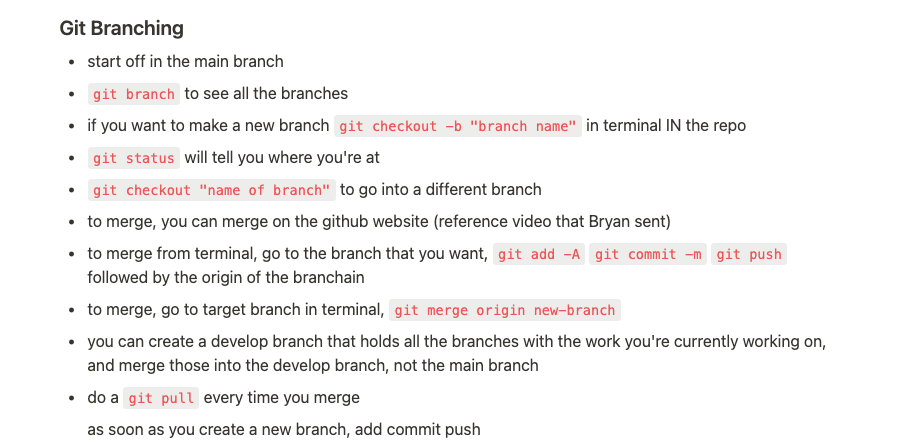 Git Branching
• start off in the main branch
• git branch to see all the branches
• if you want to make a new branch git checkout -b "branch name" in terminal IN the repo
• git status will tell you where you're at
• git checkout "name of branch" to go into a different branch
• to merge, you can merge on the github website (reference video that Bryan sent)
• to merge from terminal, go to the branch that you want, git add -A git commit -m git push
followed by the origin of the branchain
• to merge, go to target branch in terminal, git merge origin new-branch
• you can create a develop branch that holds all the branches with the work you're currently working on,
and merge those into the develop branch, not the main branch
• do a git pull every time you merge
as soon as you create a new branch, add commit push